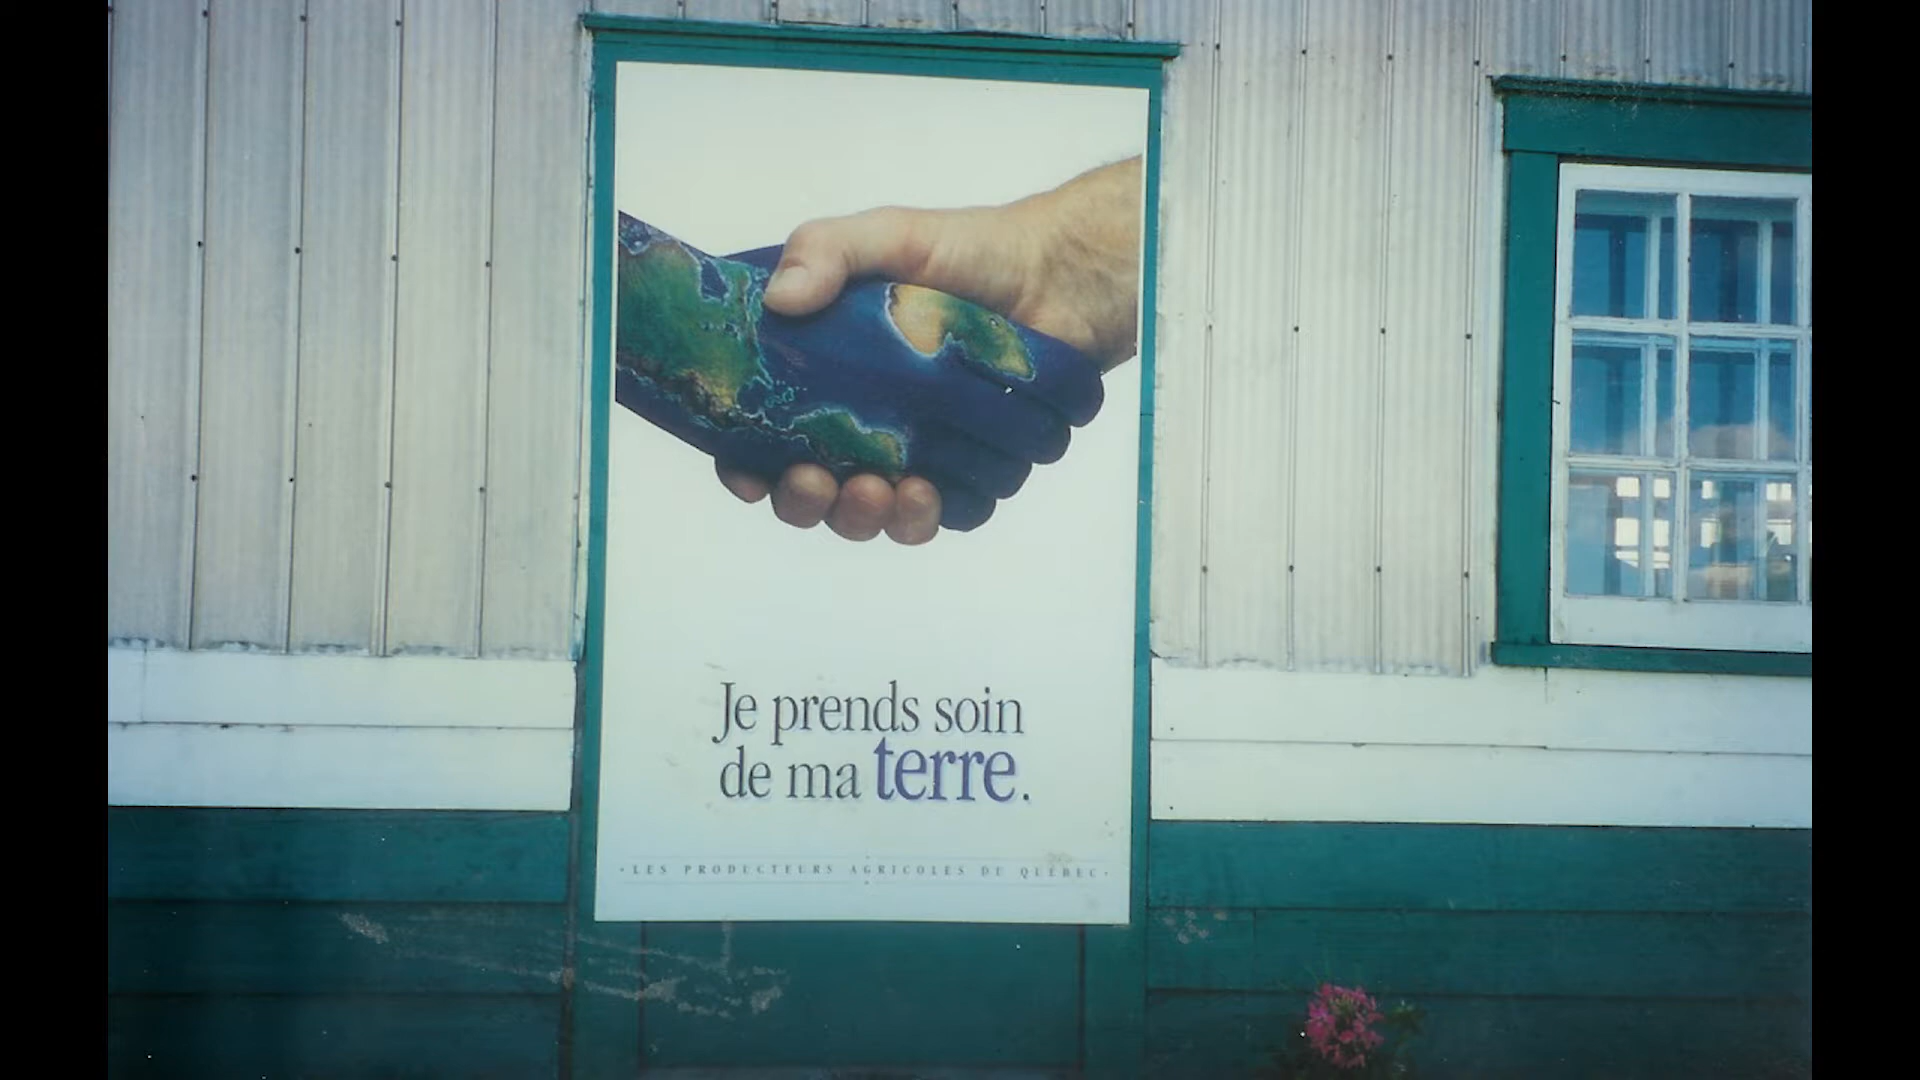 Je prends soin
de ma terre.
• LES PRODUCTEURS AGRICOLES DU QUÉBEC •